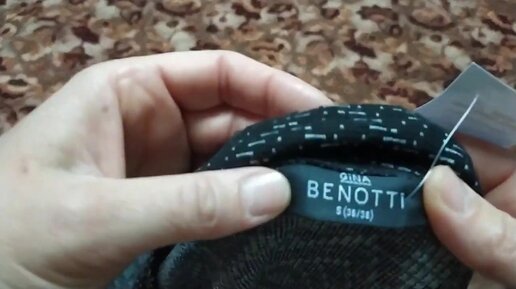 GINA
BENOTTI
S (36/38)